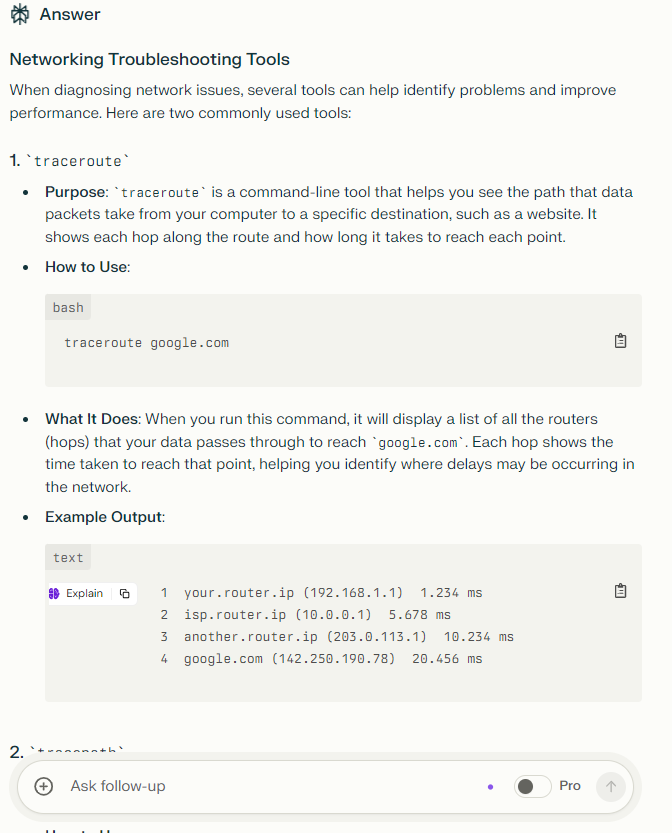 Answer
Networking Troubleshooting Tools
When diagnosing network issues, several tools can help identify problems and improve
performance. Here are two commonly used tools:
1. `traceroute`
• Purpose: `traceroute` is a command-line tool that helps you see the path that data
packets take from your computer to a specific destination, such as a website. It
shows each hop along the route and how long it takes to reach each point.
• How to Use:
bash
traceroute google.com
• What It Does: When you run this command, it will display a list of all the routers
(hops) that your data passes through to reach `google.com`. Each hop shows the
time taken to reach that point, helping you identify where delays may be occurring in
the network.
• Example Output:
text
Explain
1 your.router.ip (192.168.1.1) 1.234 ms
2 isp.router.ip (10.0.0.1) 5.678 ms
3 another.router.ip (203.0.113.1) 10.234 ms
4 google.com (142.250.190.78) 20.456 ms
2. `tracepath`
Ask follow-up
Pro